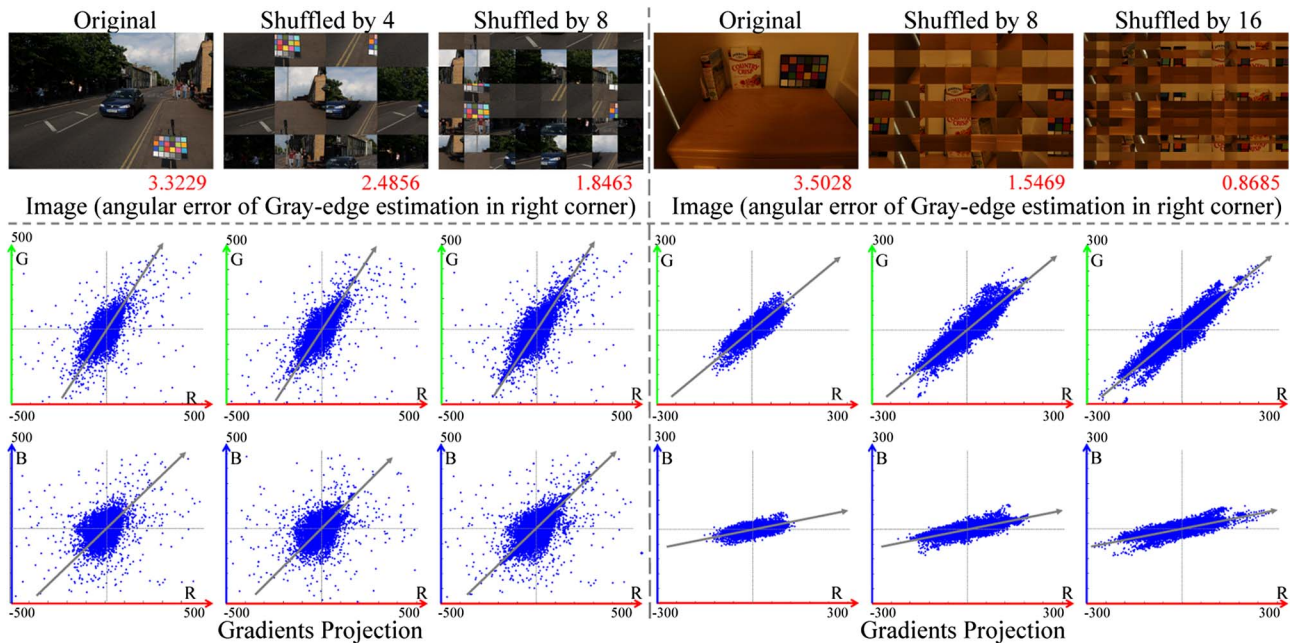 Original Shuffled by 4 Shuffled by 8 Original Shuffled by 8 Shuffled by 16
COUNTRY
CRISP
3.3229 2.4856 1.8463 3.5028 1.5469 0.8685
Image (angular error of Gray-edge estimation in right corner) Image (angular error of Gray-edge estimation in right corner)
500 500 500 300 300 300
G G G G G G
R R R R R R
-500 500 -500 500 -500 500 -300 300 -300 300 -300 300
500 500 500 300 300 300
B B B B B B
R R R R R R
-500 500 -500 500 -500 500 -300 300 -300 300 -300 300
Gradients Projection Gradients Projection